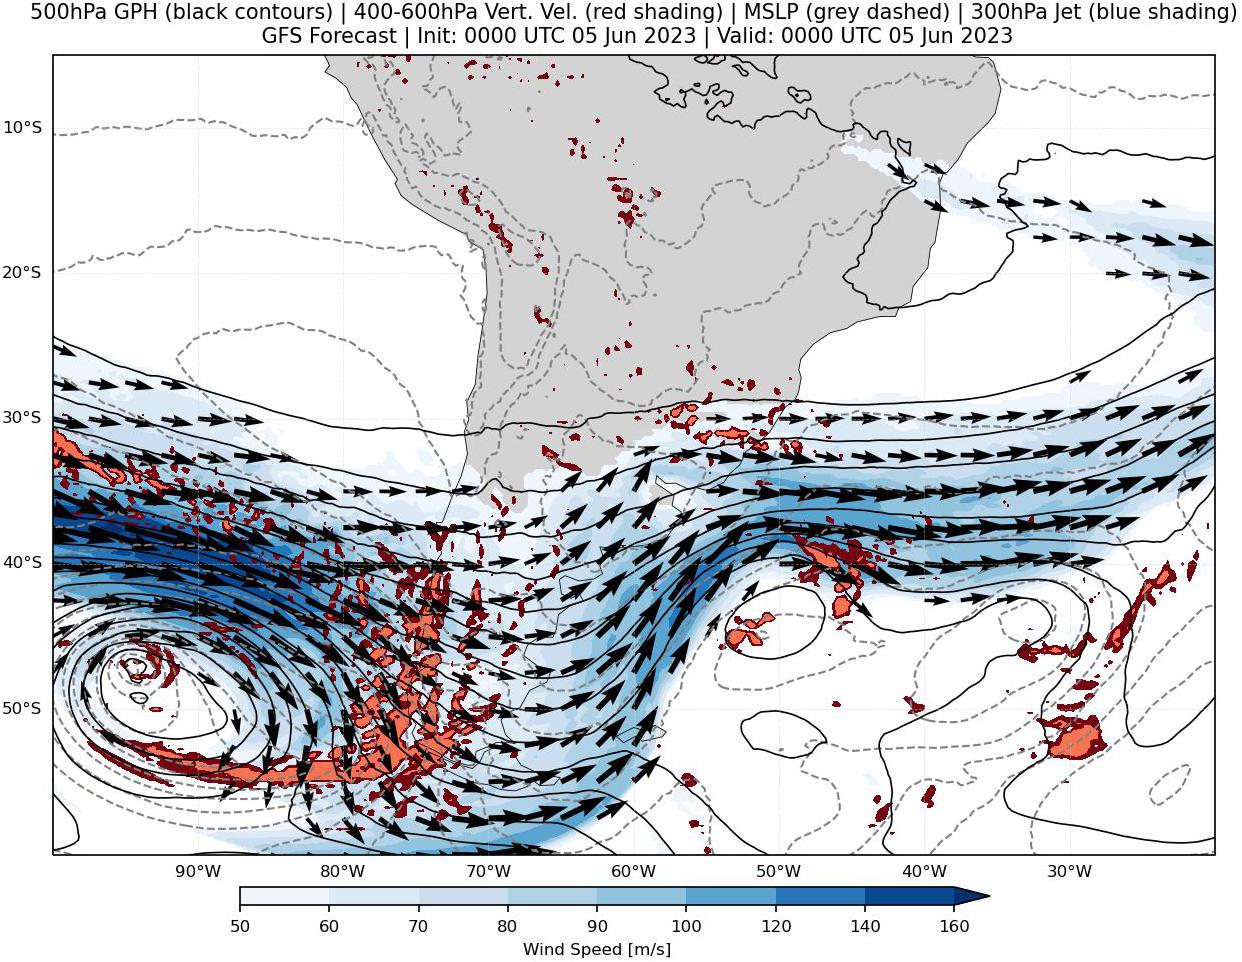 500hPa GPH (black contours) | 400-600hPa Vert. Vel. (red shading) | MSLP (grey dashed) | 300hPa Jet (blue shading)
GFS Forecast | Init: 0000 UTC 05 Jun 2023 | Valid: 0000 UTC 05 Jun 2023
10°S
20°S
30°S
40°S
50°S
90°W 80°W 70°W 60°W 50°W 40°W 30°W
50 60 70 80 90 100 120 140 160
Wind Speed [m/s]